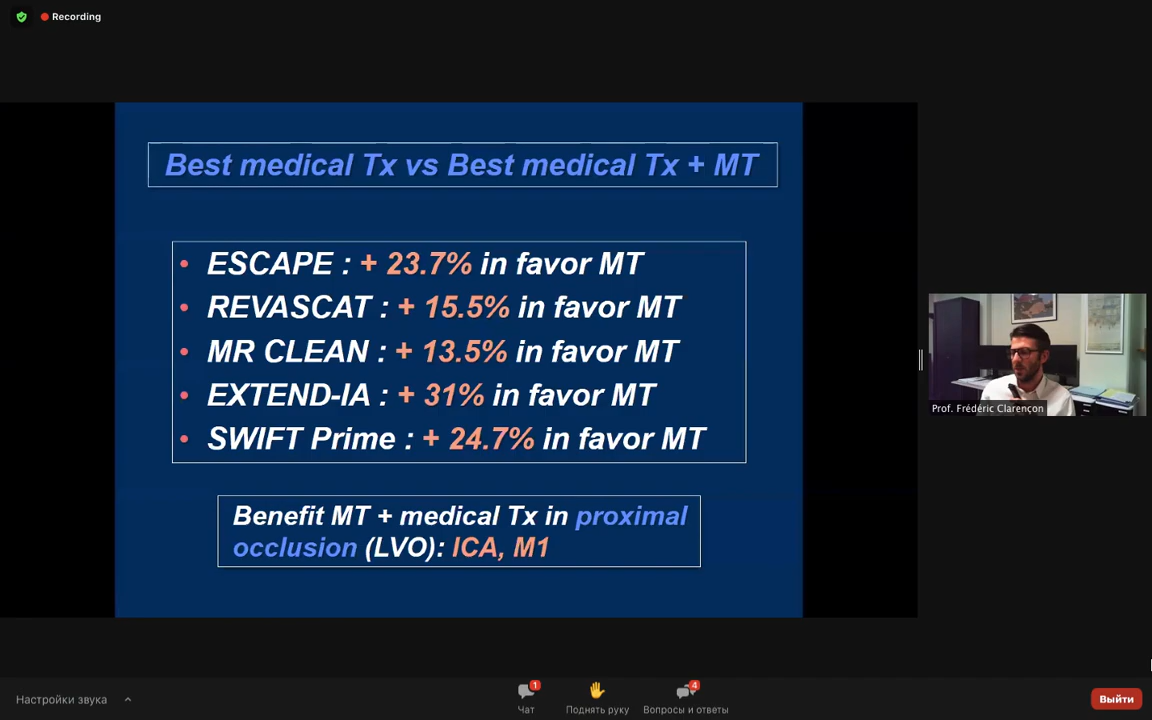 Recording
Best medical Tx vs Best medical Tx + MT
• ESCAPE : + 23.7% in favor MT
• REVASCAT : + 15.5% in favor MT
• MR CLEAN : + 13.5% in favor MT
• EXTEND-IA : + 31% in favor MT
• SWIFT Prime : + 24.7% in favor MT
Benefit MT + medical Tx in proximal
occlusion (LVO): ICA, M1
Prof. Frédéric Clarençon
Настройки звука
1
Чат
Поднять руку
4
Вопросы и ответы
Выйти